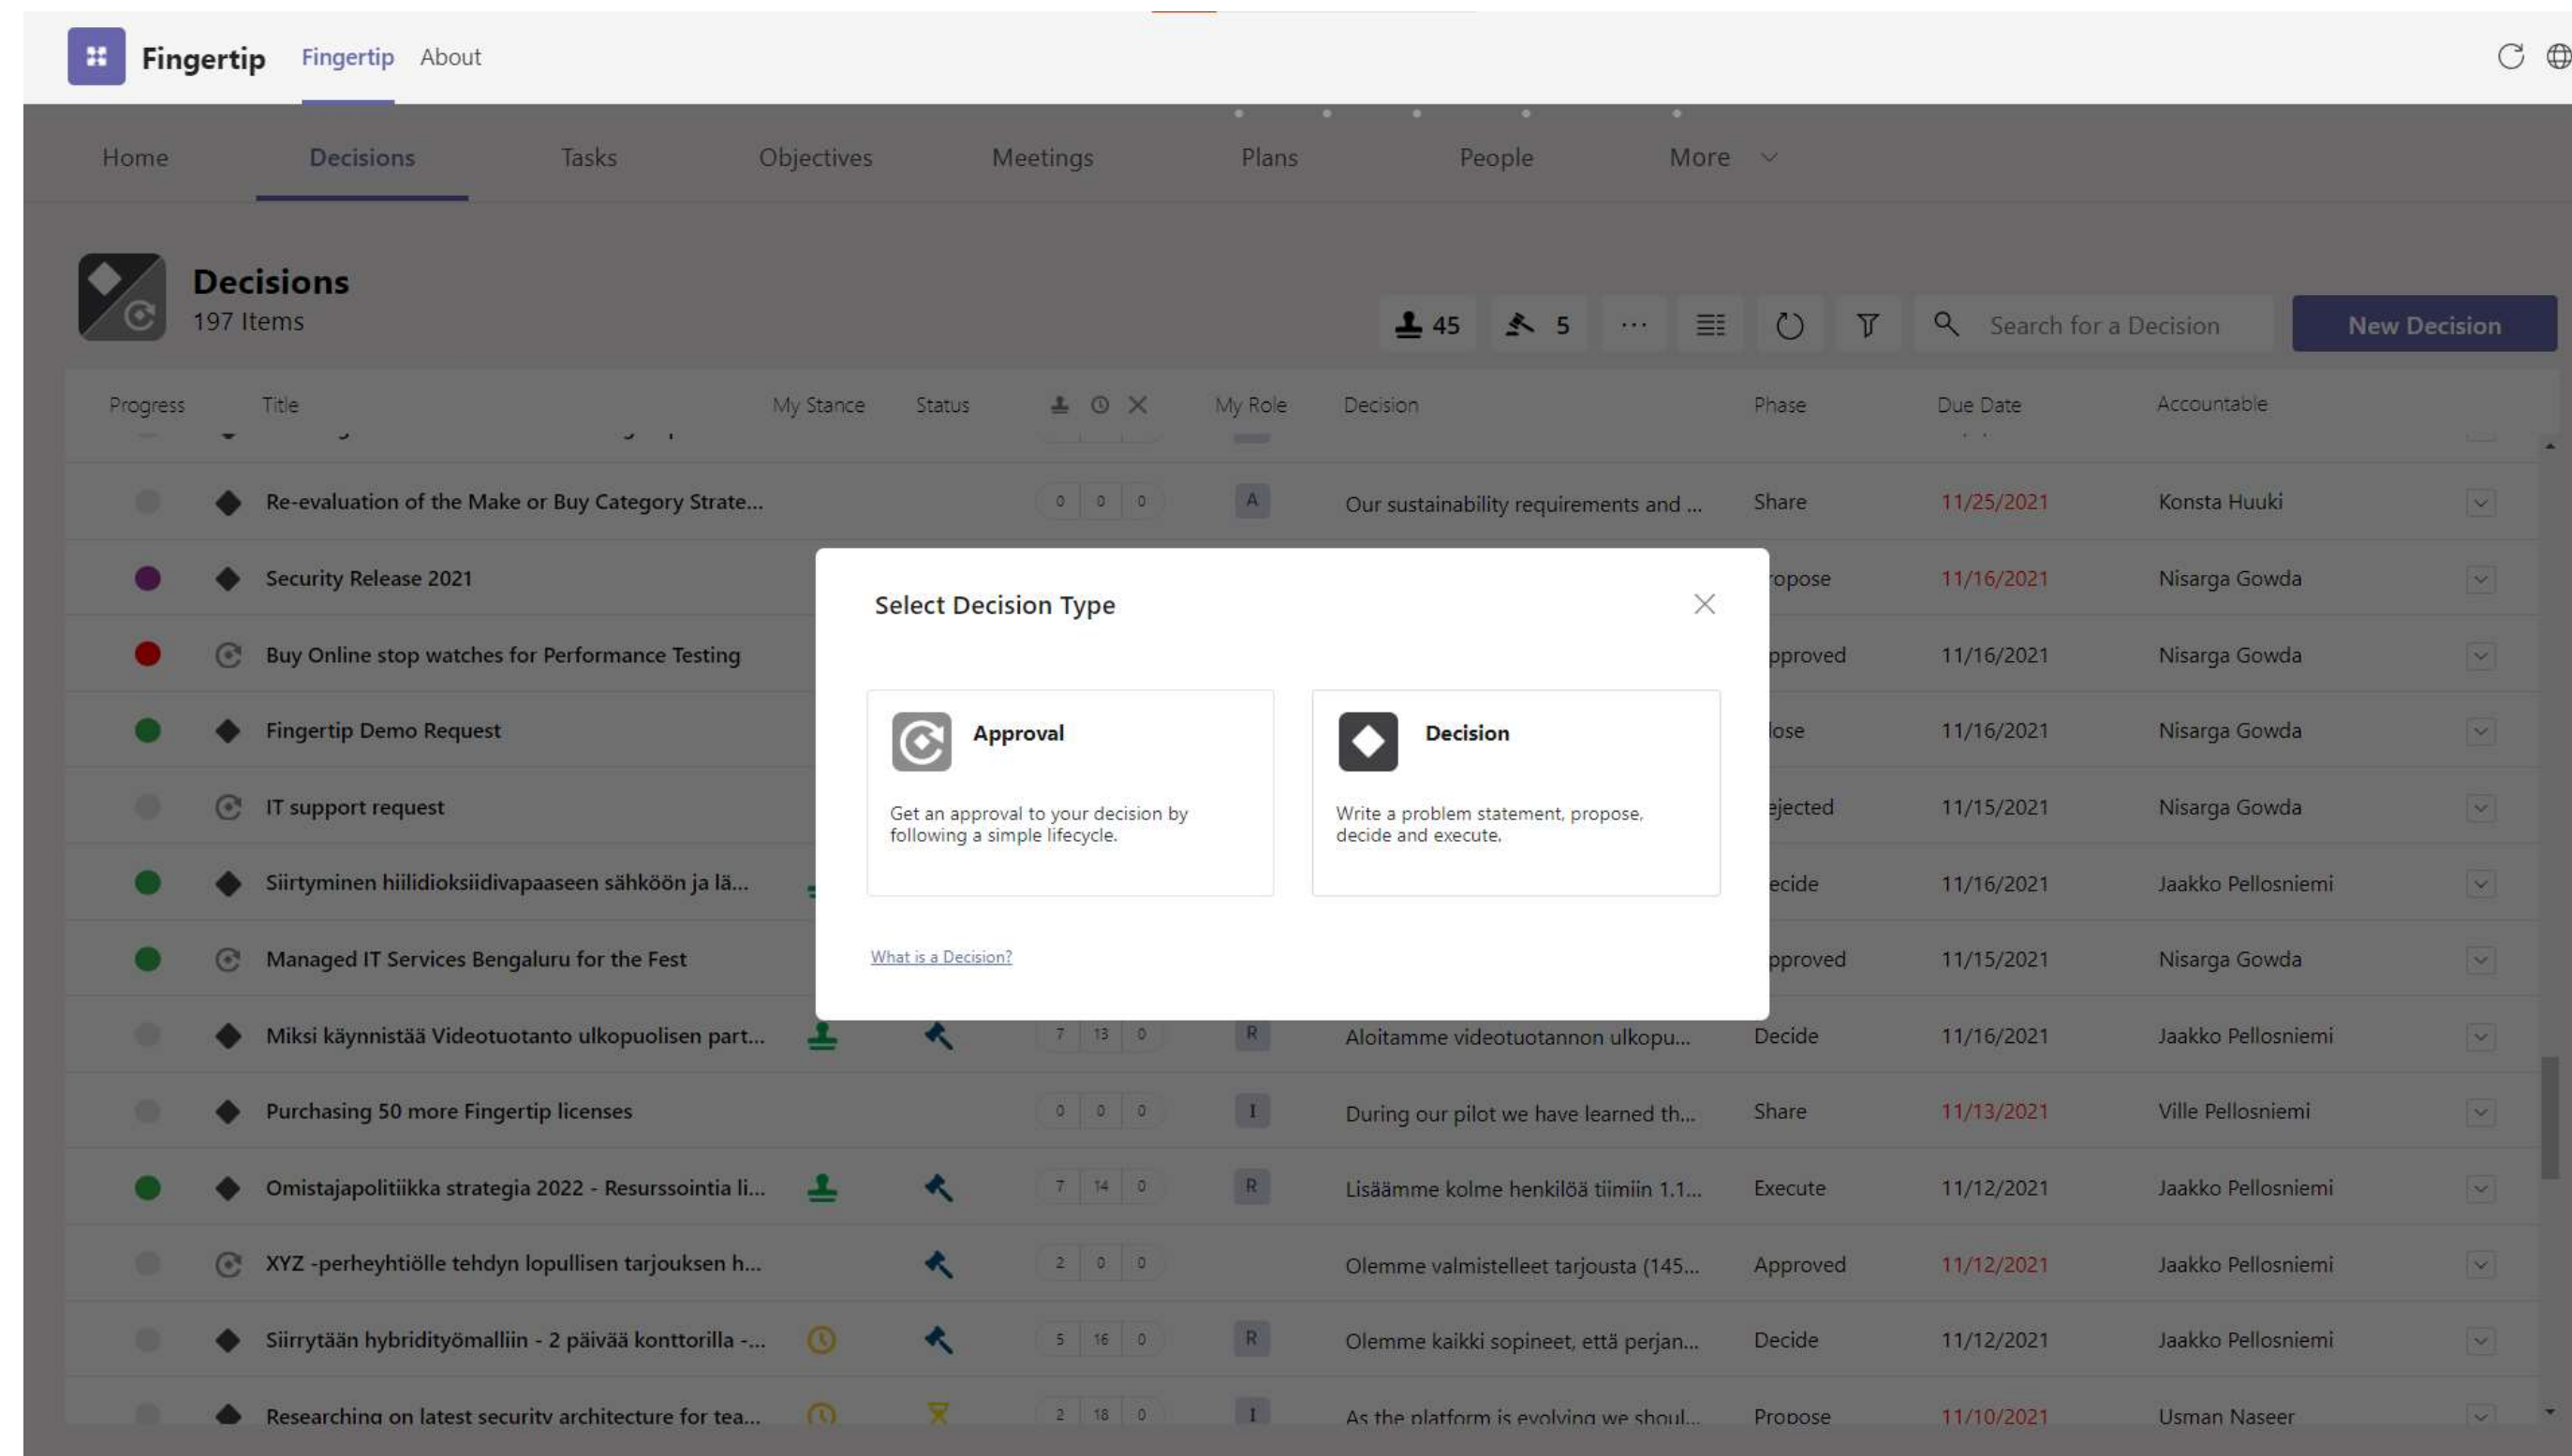 Fingertip Fingertip About
Home Decisions Tasks Objectives Meetings Plans People More
Decisions
197 Items
45 5 ... Search for a Decision New Decision
Progress Title My Stance Status My Role Decision Phase Due Date Accountable
Re-evaluation of the Make or Buy Category Strate... 0 0 0 A Our sustainability requirements and ... Share 11/25/2021 Konsta Huuki
Security Release 2021 opose 11/16/2021 Nisarga Gowda
Buy Online stop watches for Performance Testing pproved 11/16/2021 Nisarga Gowda
Fingertip Demo Request lose 11/16/2021 Nisarga Gowda
IT support request ejected 11/15/2021 Nisarga Gowda
Siirtyminen hiilidioksiidivapaaseen sähköön ja lä... ecide 11/16/2021 Jaakko Pellosniemi
Managed IT Services Bengaluru for the Fest pproved 11/15/2021 Nisarga Gowda
Miksi käynnistää Videotuotanto ulkopuolisen part... 7 13 0 R Aloitamme videotuotannon ulkopu... Decide 11/16/2021 Jaakko Pellosniemi
Purchasing 50 more Fingertip licenses 0 0 0 I During our pilot we have learned th... Share 11/13/2021 Ville Pellosniemi
Omistajapolitiikka strategia 2022 - Resurssointia li... 7 14 0 R Lisäämme kolme henkilöä tiimiin 1.1... Execute 11/12/2021 Jaakko Pellosniemi
XYZ -perheyhtiölle tehdyn lopullisen tarjouksen h... 2 0 0 Olemme valmistelleet tarjousta (145... Approved 11/12/2021 Jaakko Pellosniemi
Siirrytään hybridityömalliin - 2 päivää konttorilla -... 5 16 0 R Olemme kaikki sopineet, että perjan... Decide 11/12/2021 Jaakko Pellosniemi
Researching on latest security architecture for tea... 2 18 0 I As the platform is evolving we shoul... Propose 11/10/2021 Usman Naseer
Select Decision Type
Approval
Get an approval to your decision by
following a simple lifecycle.
Decision
Write a problem statement, propose,
decide and execute.
What is a Decision?